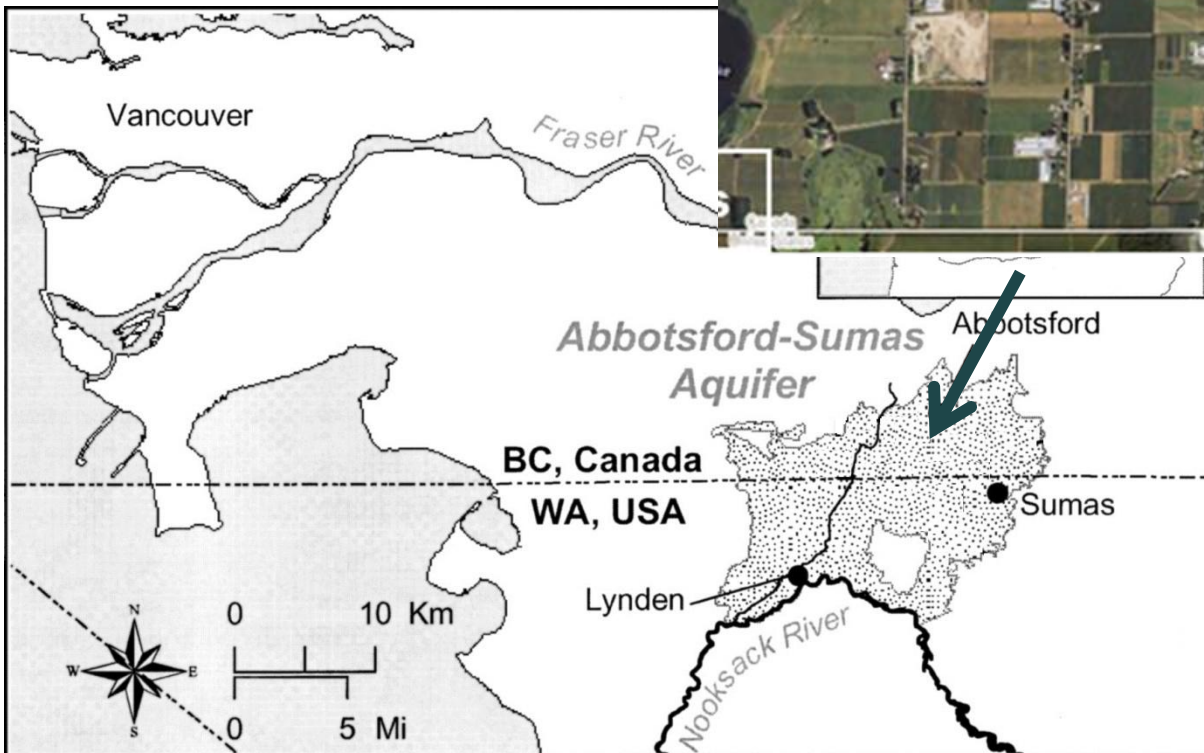 Vancouver
Fraser River
Abbotsford
Abbotsford-Sumas
Aquifer
BC, Canada
WA, USA
Sumas
Lynden
Nooksack River
N
W
E
S
0 10 Km
0 5 Mi